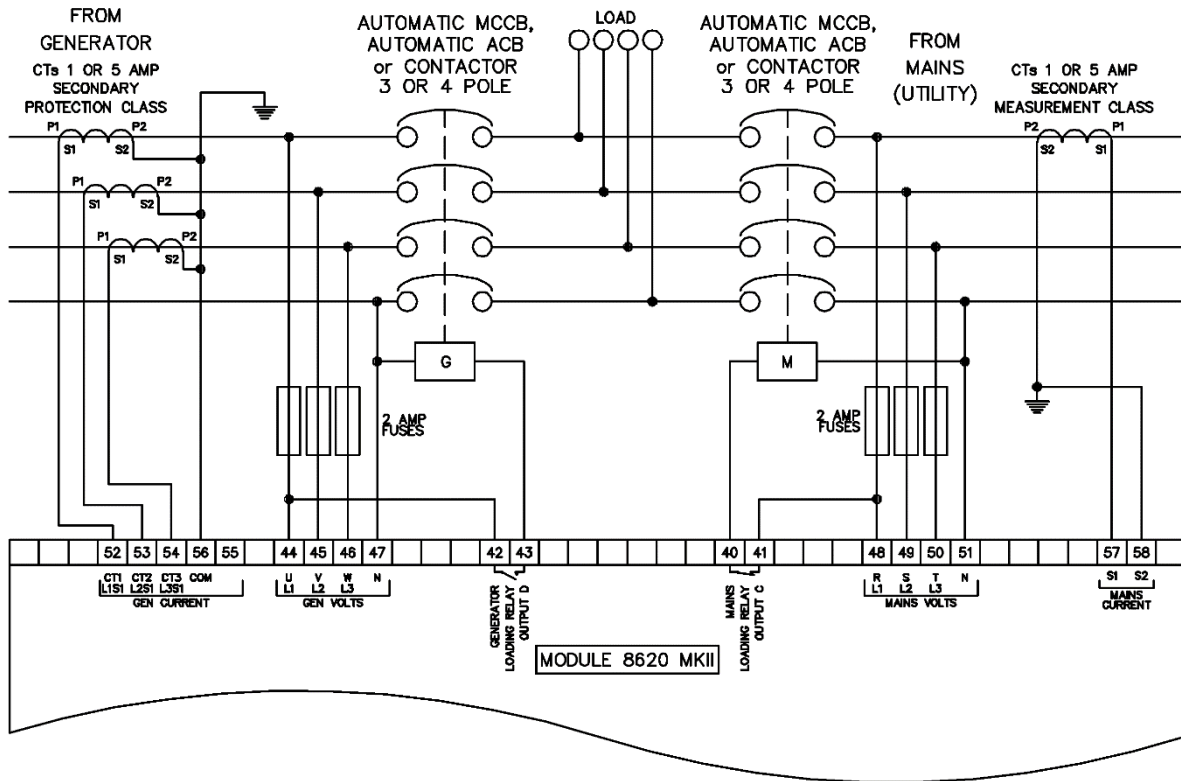 FROM
GENERATOR
CTs 1 OR 5 AMP
SECONDARY
PROTECTION CLASS
AUTOMATIC MCCB,
AUTOMATIC ACB
or CONTACTOR
3 OR 4 POLE
LOAD
AUTOMATIC MCCB,
AUTOMATIC ACB
or CONTACTOR
3 OR 4 POLE
FROM
MAINS
(UTILITY)
CTs 1 OR 5 AMP
SECONDARY
MEASUREMENT CLASS
P1 P2
S1 S2
P2 P1
S2 S1
P1 P2
S1 S2
P1 P2
S1 S2
G
M
2 AMP
FUSES
2 AMP
FUSES
52 53 54 56 55 44 45 46 47 42 43 40 41 48 49 50 51 57 58
CT1 CT2 CT3 COM
L1S1 L2S1 L3S1
GEN CURRENT
U V W N
L1 L2 L3
GEN VOLTS
GENERATOR
LOADING RELAY
OUTPUT D
MAINS
LOADING RELAY
OUTPUT C
R S T N
L1 L2 L3
MAINS VOLTS
S1 S2
MAINS
CURRENT
MODULE 8620 MKII